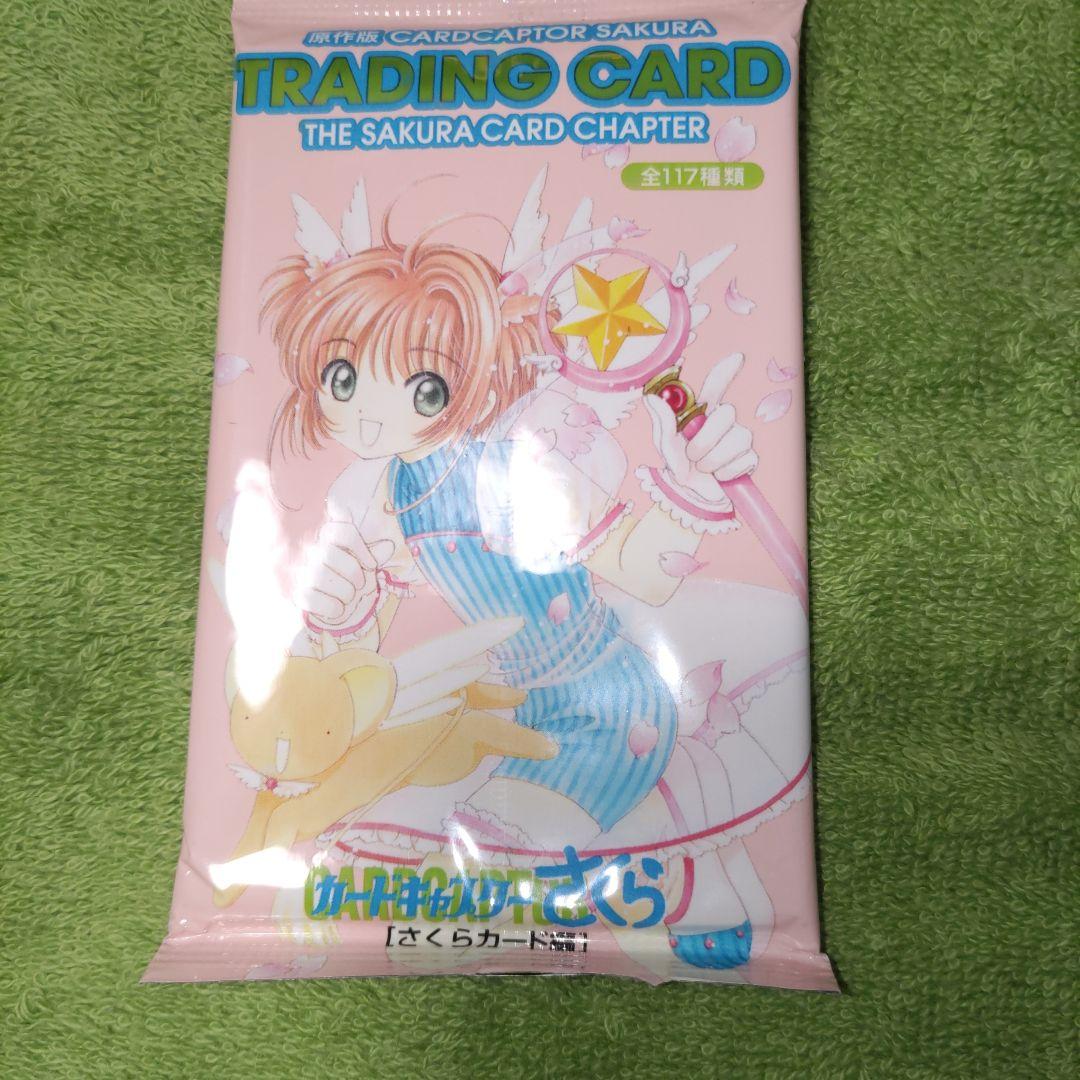 原作版 CARDCAPTOR SAKURA
TRADING CARD
THE SAKURA CARD CHAPTER
全117種類
CARDCAPTOR
カードキャプターさくら
[さくらカード編]